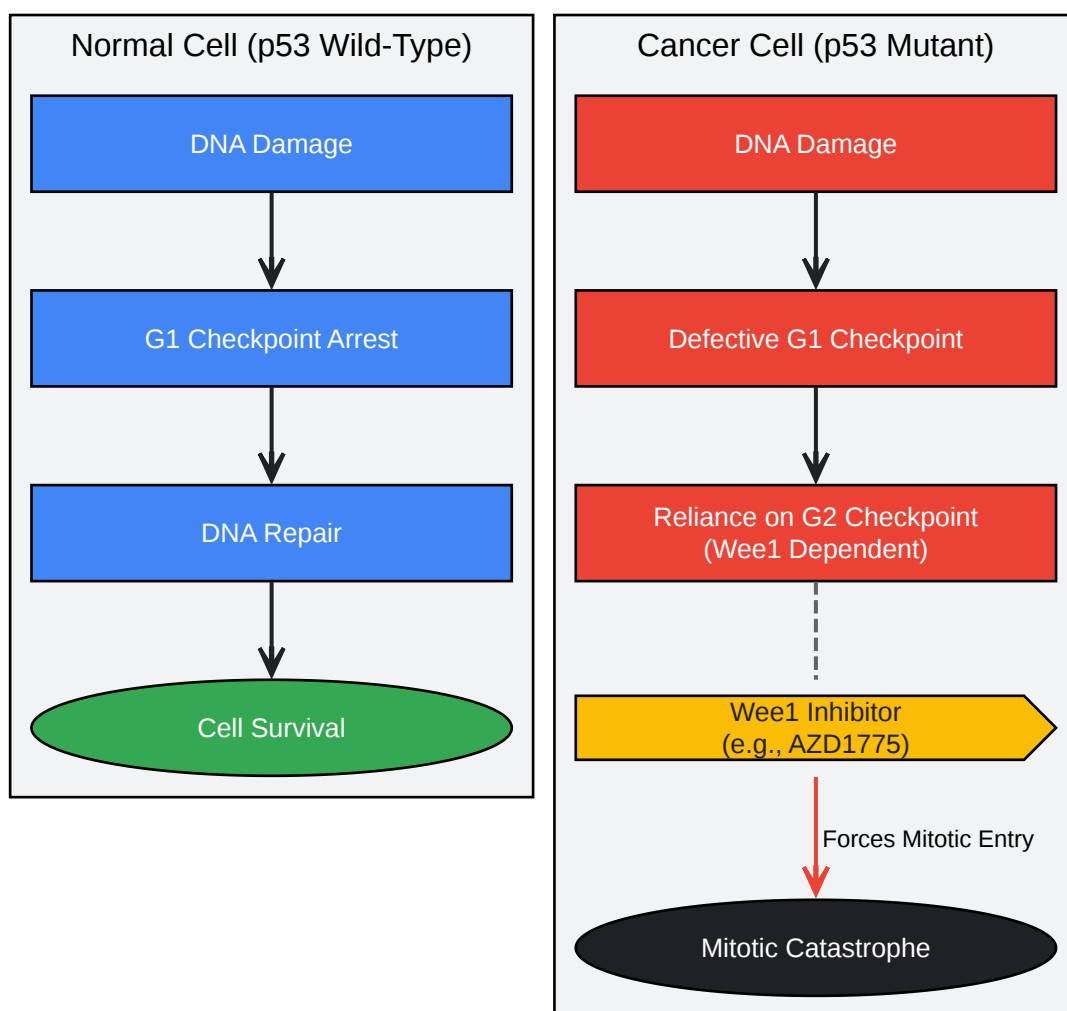 Normal Cell (p53 Wild-Type)
DNA Damage
G1 Checkpoint Arrest
DNA Repair
Cell Survival
Cancer Cell (p53 Mutant)
DNA Damage
Defective G1 Checkpoint
Reliance on G2 Checkpoint
(Wee1 Dependent)
Wee1 Inhibitor
(e.g., AZD1775)
Forces Mitotic Entry
Mitotic Catastrophe